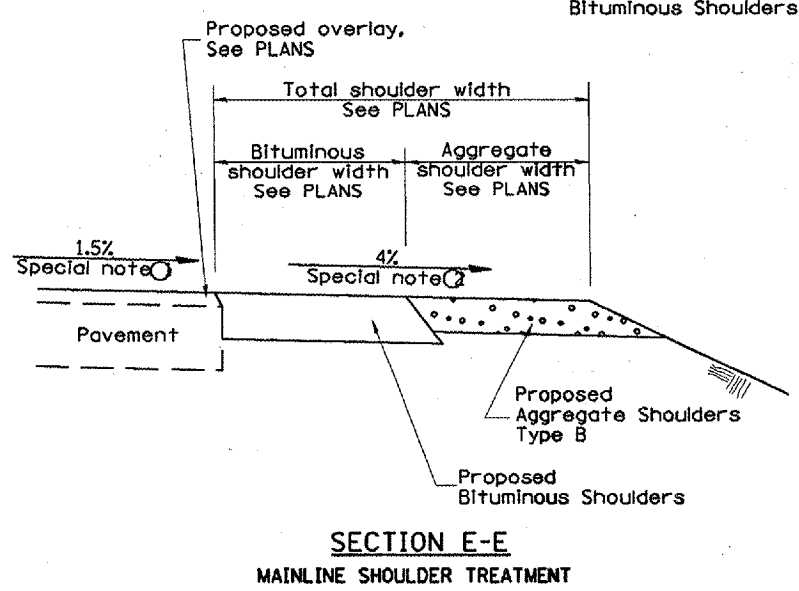 Bituminous Shoulders
Proposed overlay.
See PLANS
Total shoulder width
See PLANS
Bituminous
shoulder width
See PLANS
Aggregate
shoulder width
See PLANS
1.5%
Special note 1
4%
Special note 2
Pavement
Proposed
Aggregate Shoulders
Type B
Proposed
Bituminous Shoulders
SECTION E-E
MAINLINE SHOULDER TREATMENT